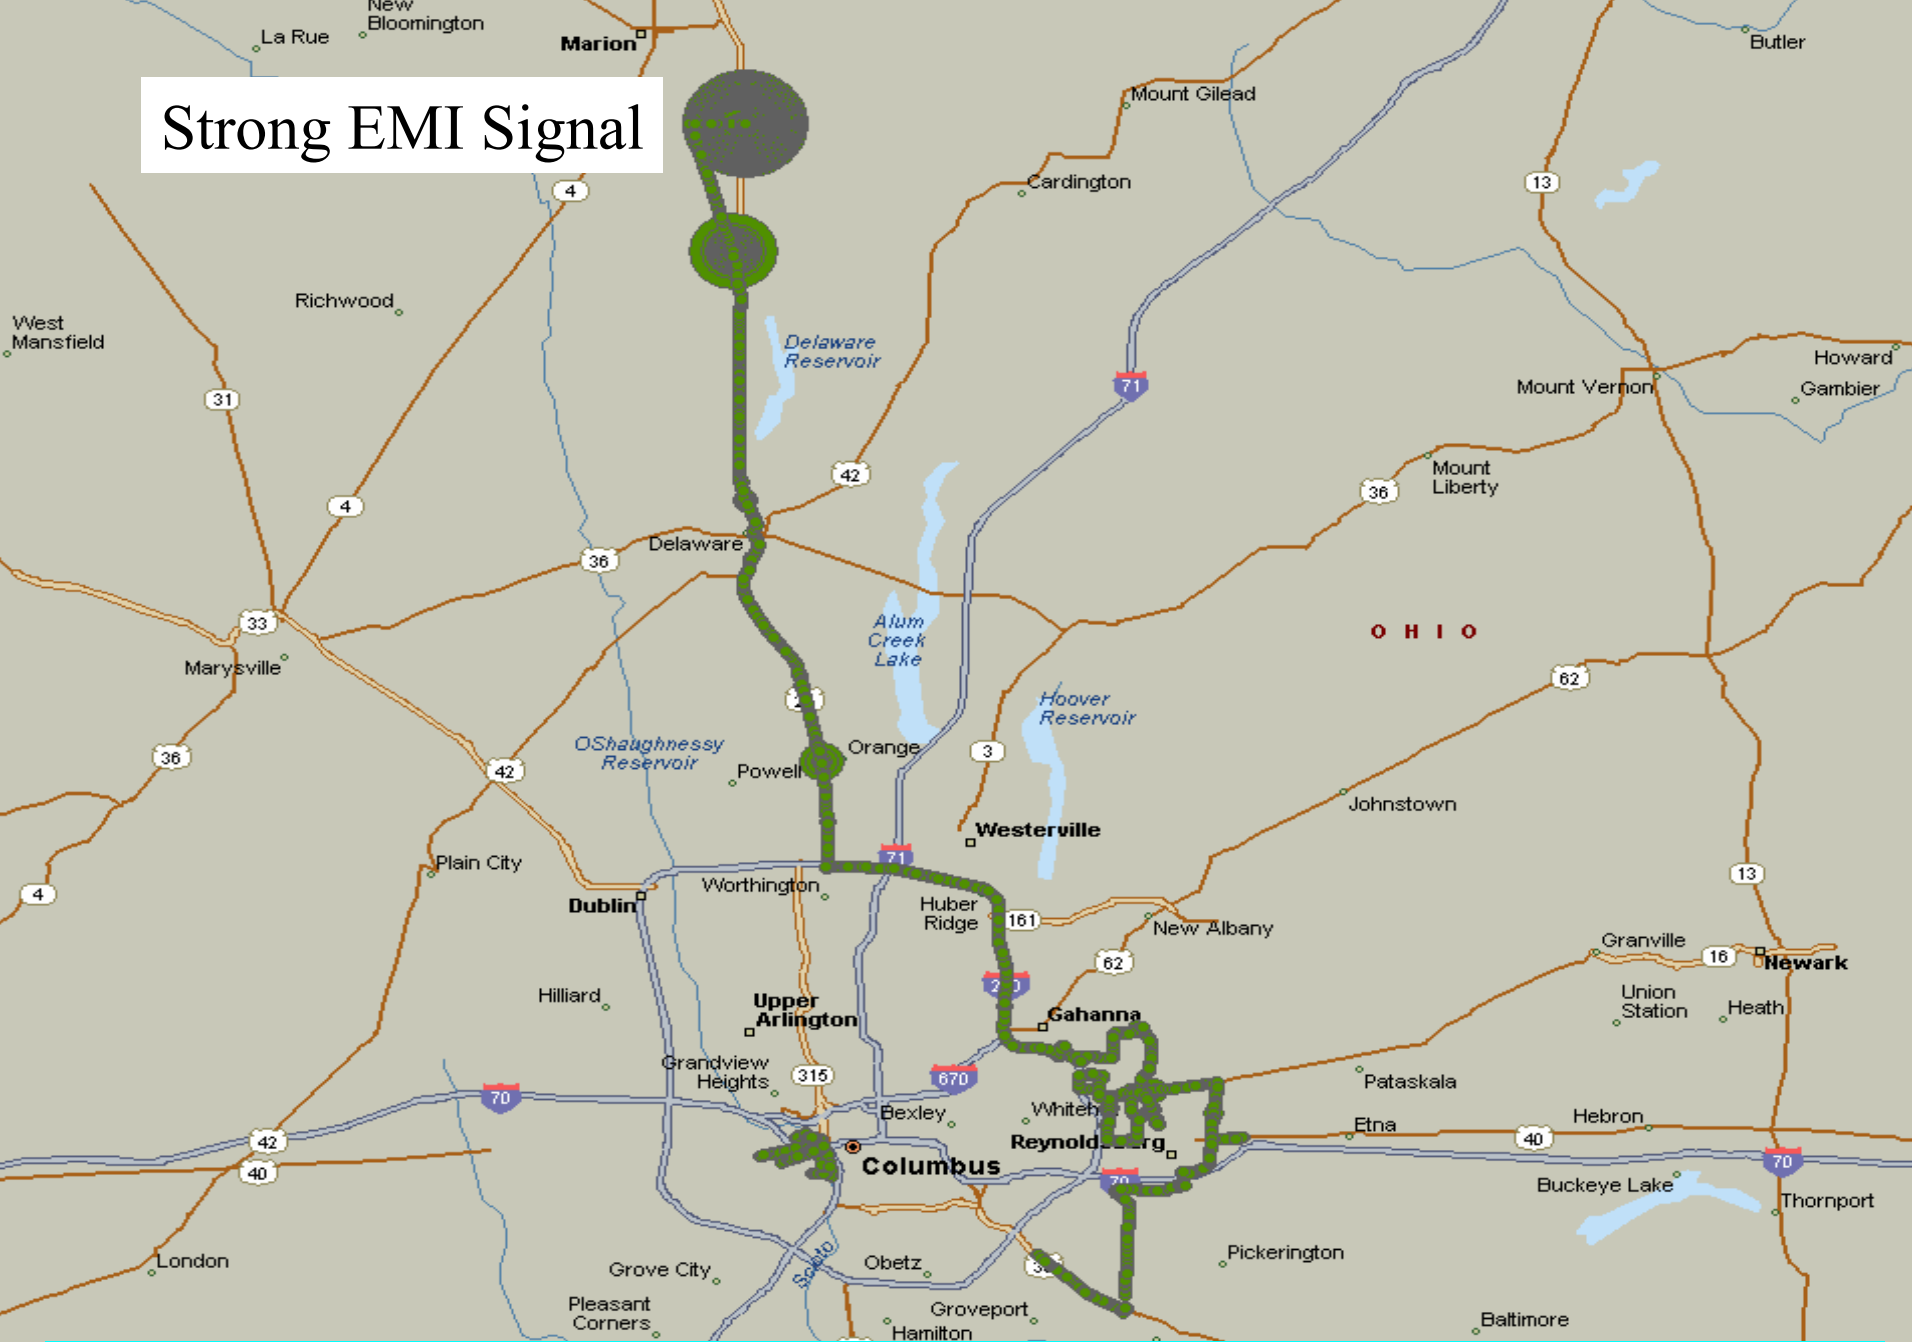 New
Bloomington
La Rue
Marion
Butler
Strong EMI Signal
Mount Gilead
4
Cardington
13
Richwood
West
Mansfield
Delaware
Reservoir
Howard
71
Mount Vernon
Gambier
31
42
Mount
Liberty
36
4
Delaware
36
33
Alum
Creek
Lake
OHIO
Marysville
62
Hoover
Reservoir
OShaughnessy
Reservoir
Orange
3
36
42
Powell
Johnstown
Westerville
71
Plain City
13
4
Worthington
Dublin
Huber
Ridge
161
New Albany
Granville
16
Newark
62
Hilliard
Upper
Arlington
Union
Station
Heath
Gahanna
Grandview
Heights
315
670
Pataskala
70
Bexley
Whiteh
Etna
Hebron
42
40
Reynold
burg
40
Columbus
70
70
Buckeye Lake
Thornport
London
Grove City
Obetz
Pickerington
Pleasant
Corners
Groveport
Hamilton
Baltimore